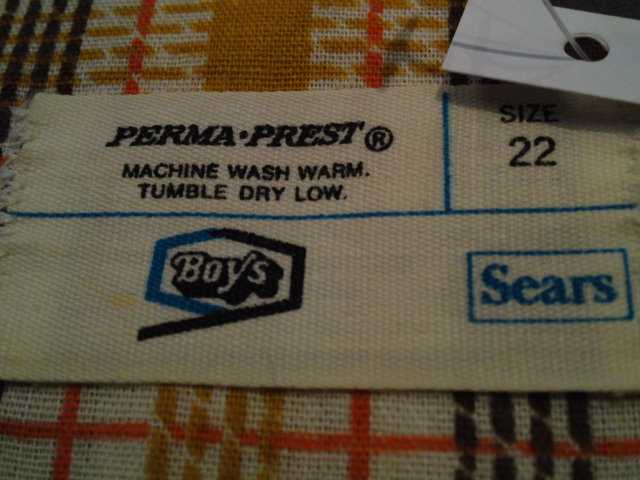 PERMA·PREST®
MACHINE WASH WARM.
TUMBLE DRY LOW.
SIZE
22
Boy's
Sears